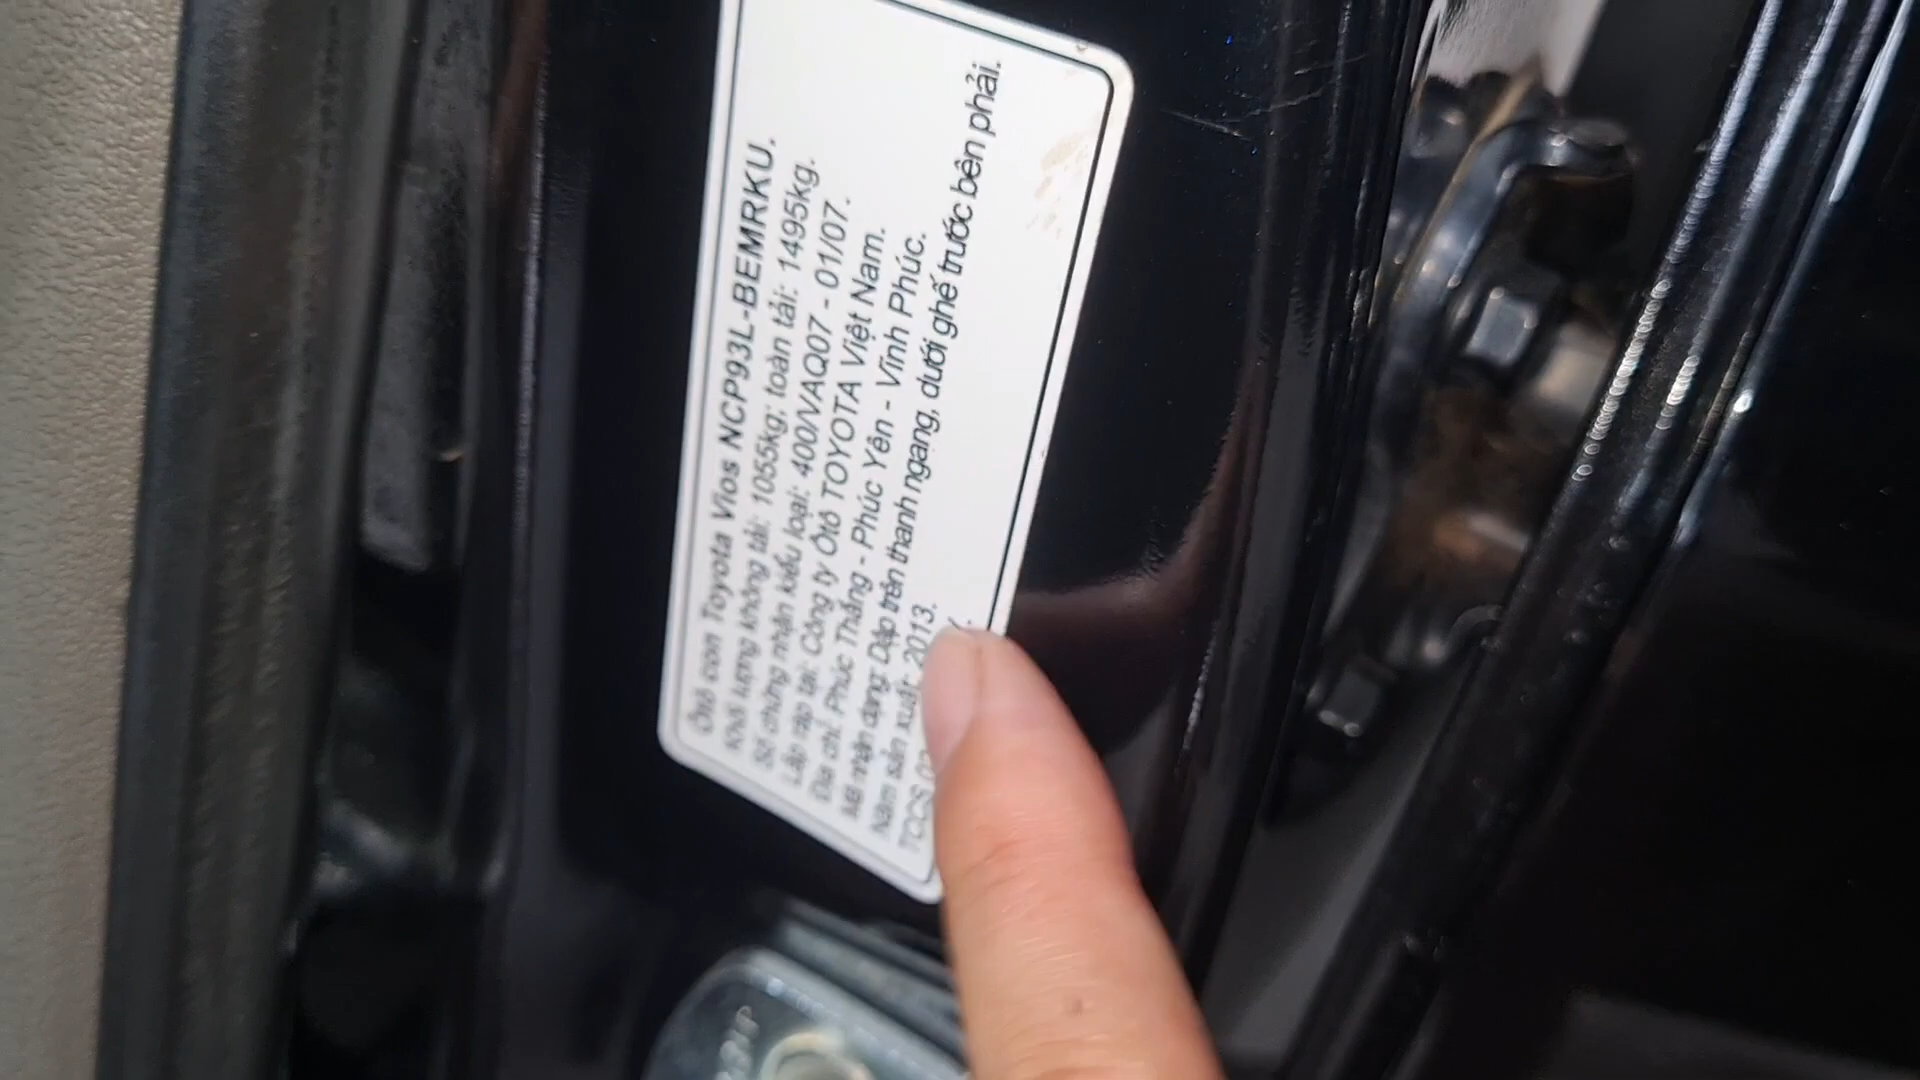 Ôtô con Toyota Vios NCP93L-BEMRKU.
Khối lượng không tải: 1055kg; toàn tải: 1495kg.
Số chứng nhận kiểu loại: 400/VAQ07 - 01/07.
Lắp ráp tại: Công ty Ôtô TOYOTA Việt Nam.
Địa chỉ: Phúc Thắng - Phúc Yên - Vĩnh Phúc.
Mã nhận dạng: Dập trên thanh ngang, dưới ghế trước bên phải.
Năm sản xuất: 2013.
TCCS